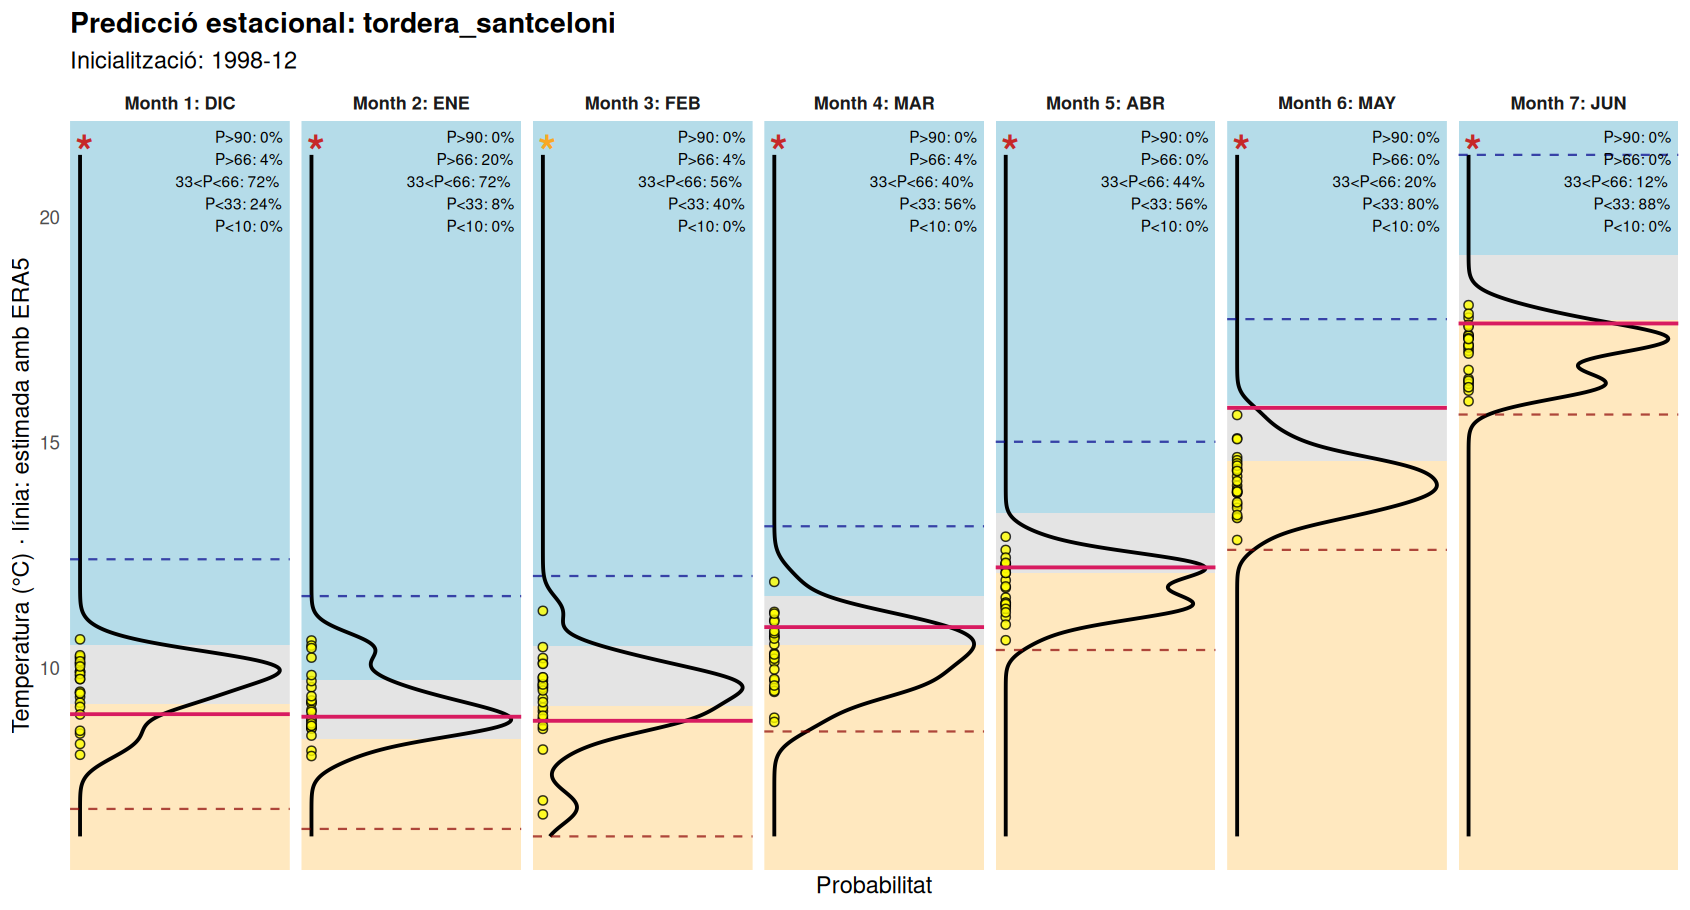 Predicció estacional: tordera_santceloni
Inicialització: 1998-12
Month 1: DIC
Month 2: ENE
Month 3: FEB
Month 4: MAR
Month 5: ABR
Month 6: MAY
Month 7: JUN
*
P>90: 0%
P>66: 4%
33<P<66: 72%
P<33: 24%
P<10: 0%
*
P>90: 0%
P>66: 20%
33<P<66: 72%
P<33: 8%
P<10: 0%
*
P>90: 0%
P>66: 4%
33<P<66: 56%
P<33: 40%
P<10: 0%
*
P>90: 0%
P>66: 4%
33<P<66: 40%
P<33: 56%
P<10: 0%
*
P>90: 0%
P>66: 0%
33<P<66: 44%
P<33: 56%
P<10: 0%
*
P>90: 0%
P>66: 0%
33<P<66: 20%
P<33: 80%
P<10: 0%
*
P>90: 0%
P>66: 0%
33<P<66: 12%
P<33: 88%
P<10: 0%
20
15
10
Temperatura (°C) · línia: estimada amb ERA5
Probabilitat